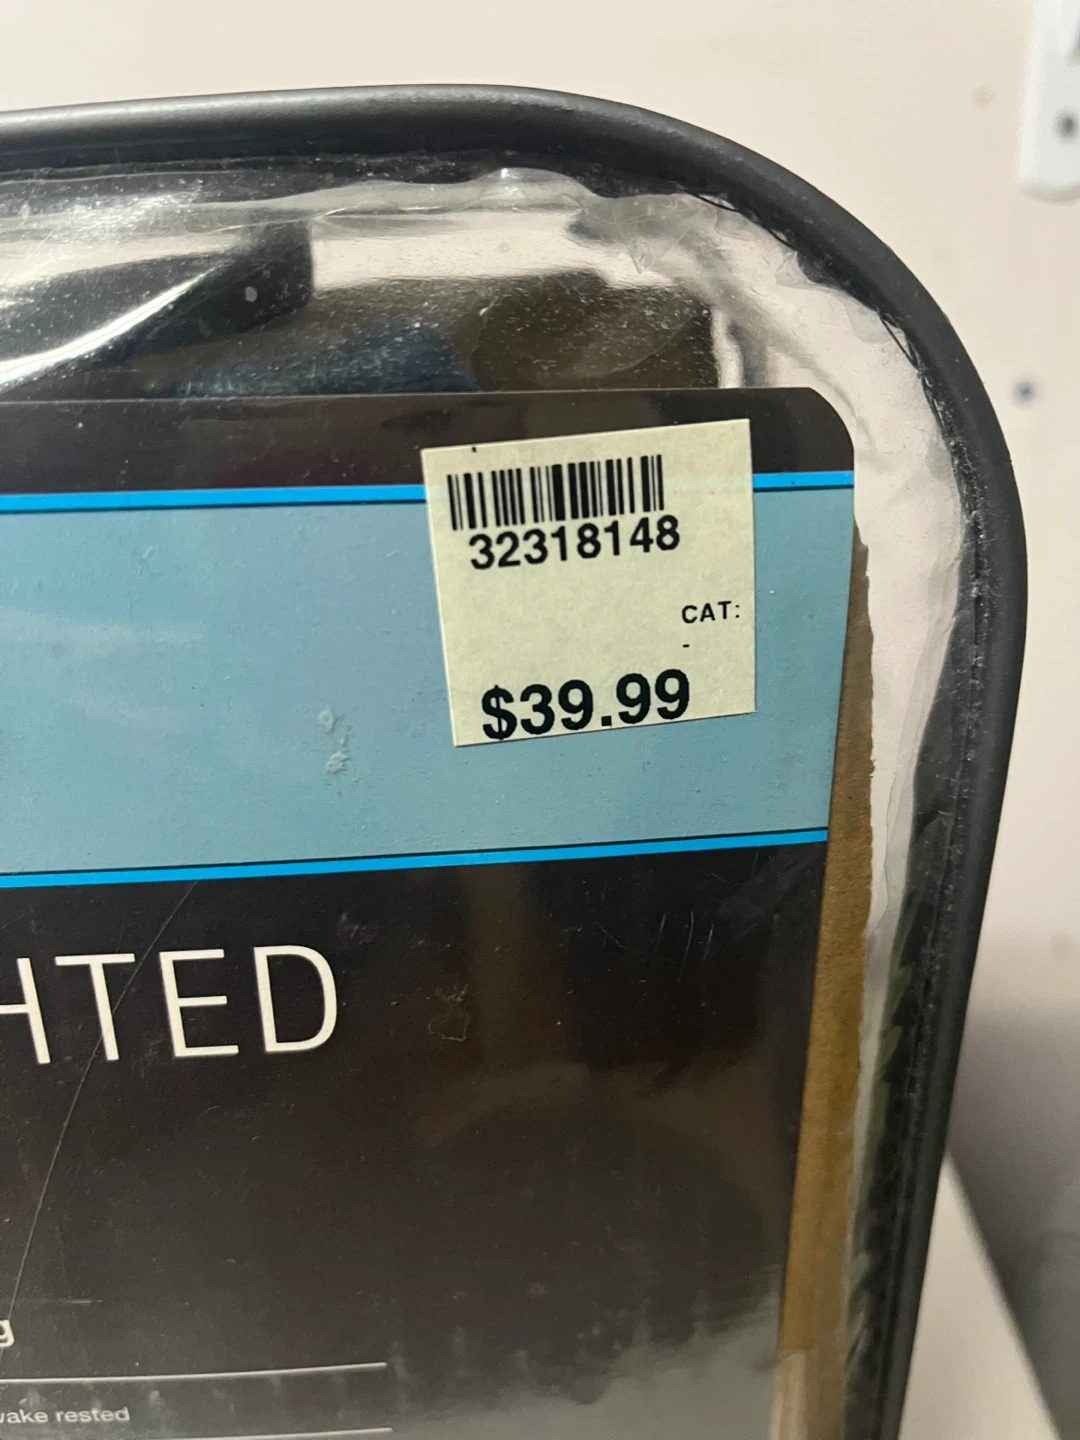 32318148
CAT:
-
$39.99
HTED
g
wake rested